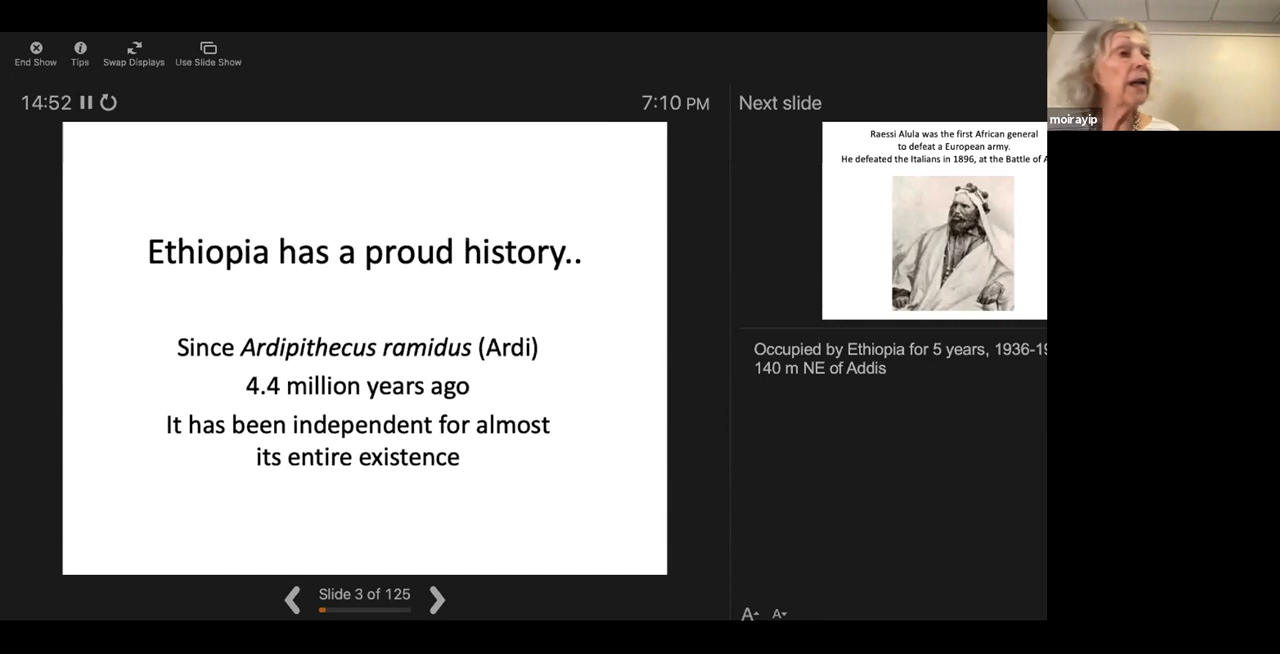 End Show
Tips
Swap Displays
Use Slide Show
14:52
7:10 PM
Ethiopia has a proud history..
Since Ardipithecus ramidus (Ardi)
4.4 million years ago
It has been independent for almost
its entire existence
Slide 3 of 125
Next slide
Raessi Alula was the first African general
to defeat a European army.
He defeated the Italians in 1896, at the Battle of
Occupied by Ethiopia for 5 years,
140 m NE of Addis
A
A
moirayip